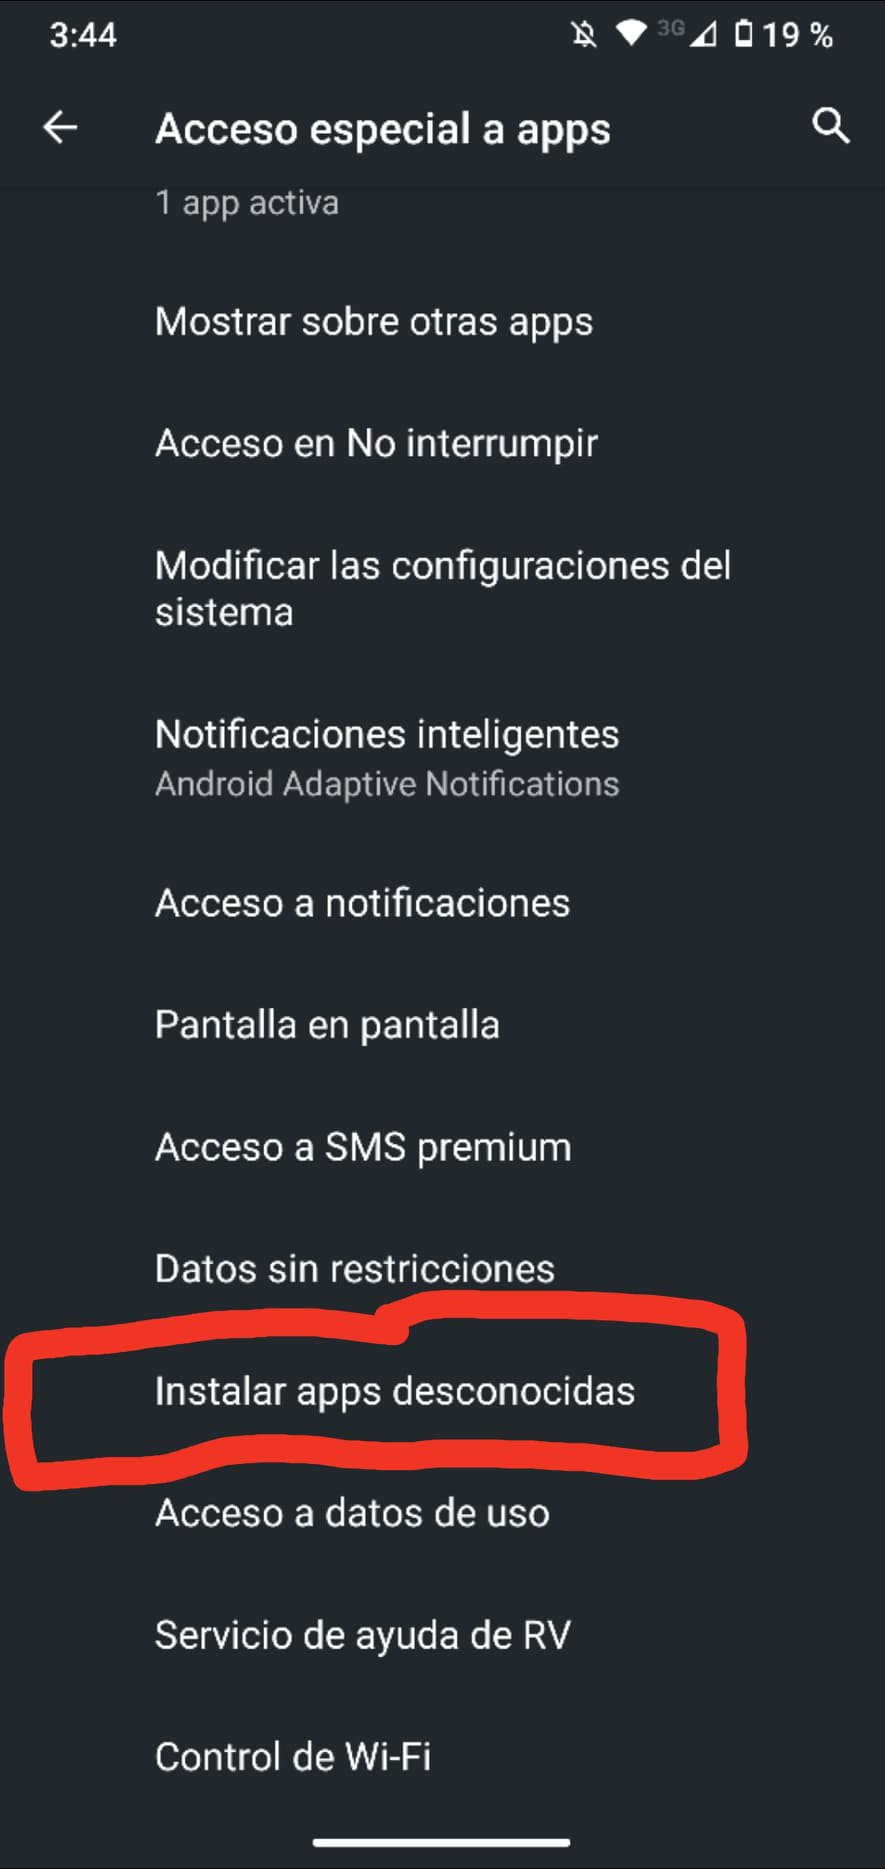 3:44
3G
19 %
Acceso especial a apps
1 app activa
Mostrar sobre otras apps
Acceso en No interrumpir
Modificar las configuraciones del
sistema
Notificaciones inteligentes
Android Adaptive Notifications
Acceso a notificaciones
Pantalla en pantalla
Acceso a SMS premium
Datos sin restricciones
Instalar apps desconocidas
Acceso a datos de uso
Servicio de ayuda de RV
Control de Wi-Fi